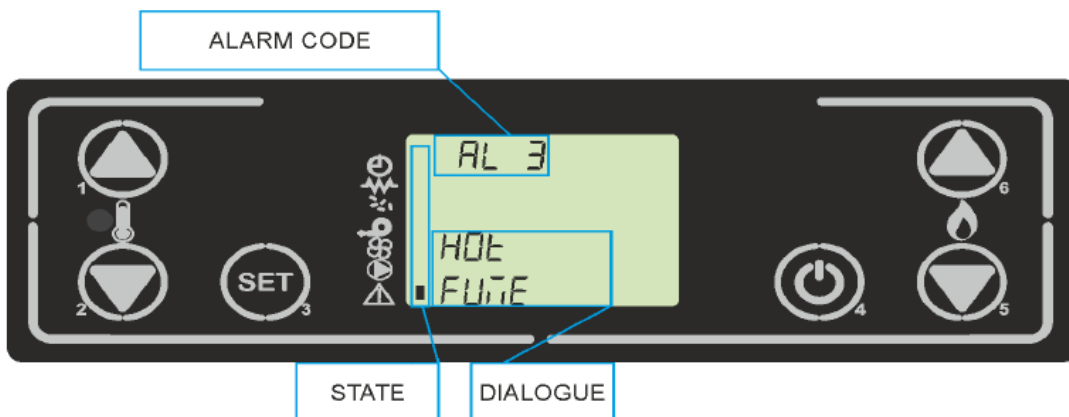 ALARM CODE
AL 3
1
6
HOt
SET
2
3
FUME
4
5
STATE
DIALOGUE